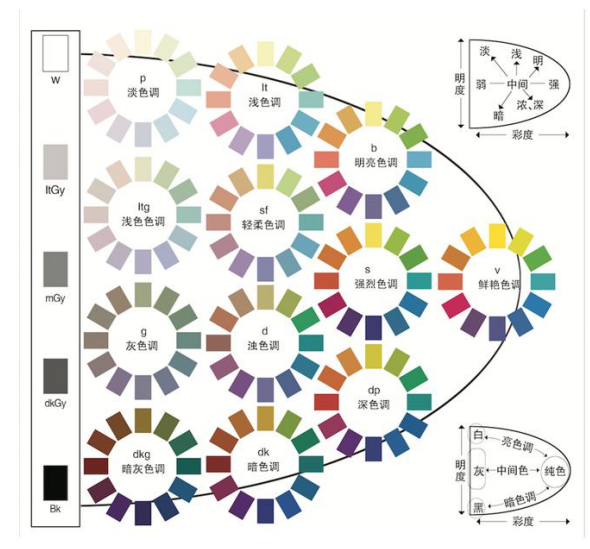 W
ltGy
mGy
dkGy
Bk
p
淡色调
lt
浅色调
b
明亮色调
ltg
浅色色调
sf
轻柔色调
s
强烈色调
v
鲜艳色调
g
灰色调
d
浊色调
dp
深色调
dkg
暗灰色调
dk
暗色调
淡 浅 明
弱 中间 强
暗 浓、深
明度
彩度
白 亮色调
灰 中间色 纯色
黑 暗色调
明度
彩度